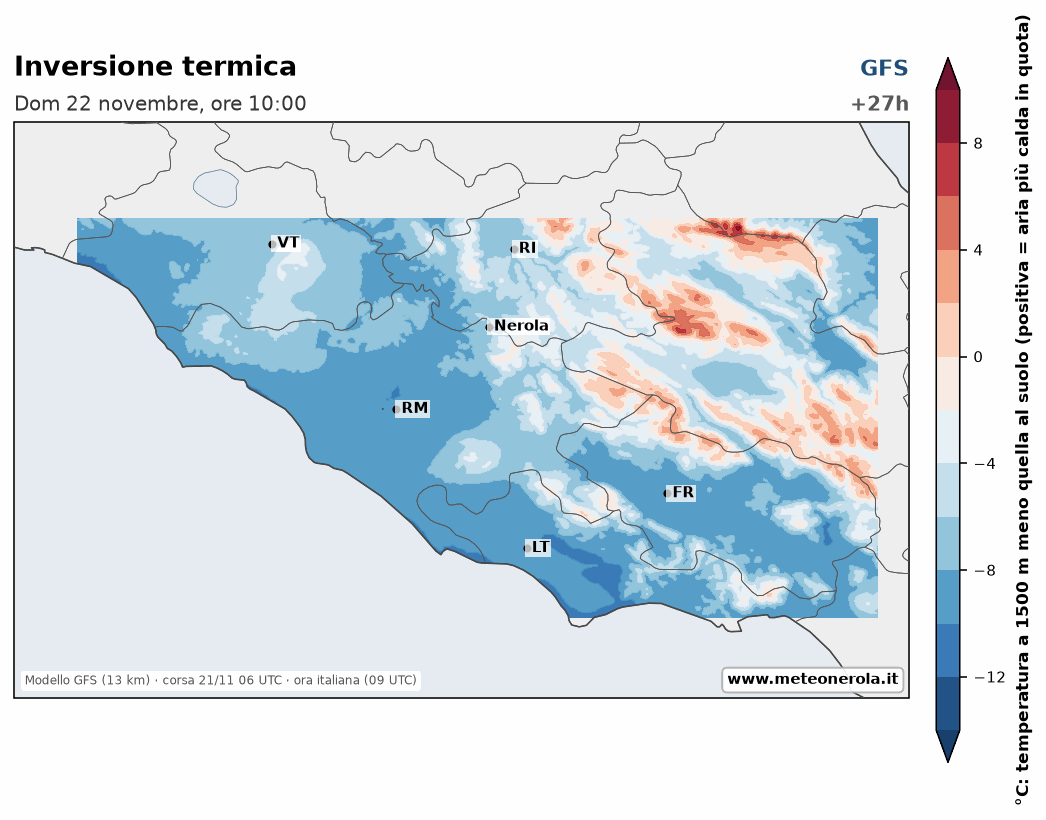 Inversione termica
GFS
Dom 22 novembre, ore 10:00
+27h
VT
RI
Nerola
RM
FR
LT
Modello GFS (13 km) · corsa 21/11 06 UTC · ora italiana (09 UTC)
www.meteonerola.it
8
4
0
−4
−8
−12
°C: temperatura a 1500 m meno quella al suolo (positiva = aria più calda in quota)